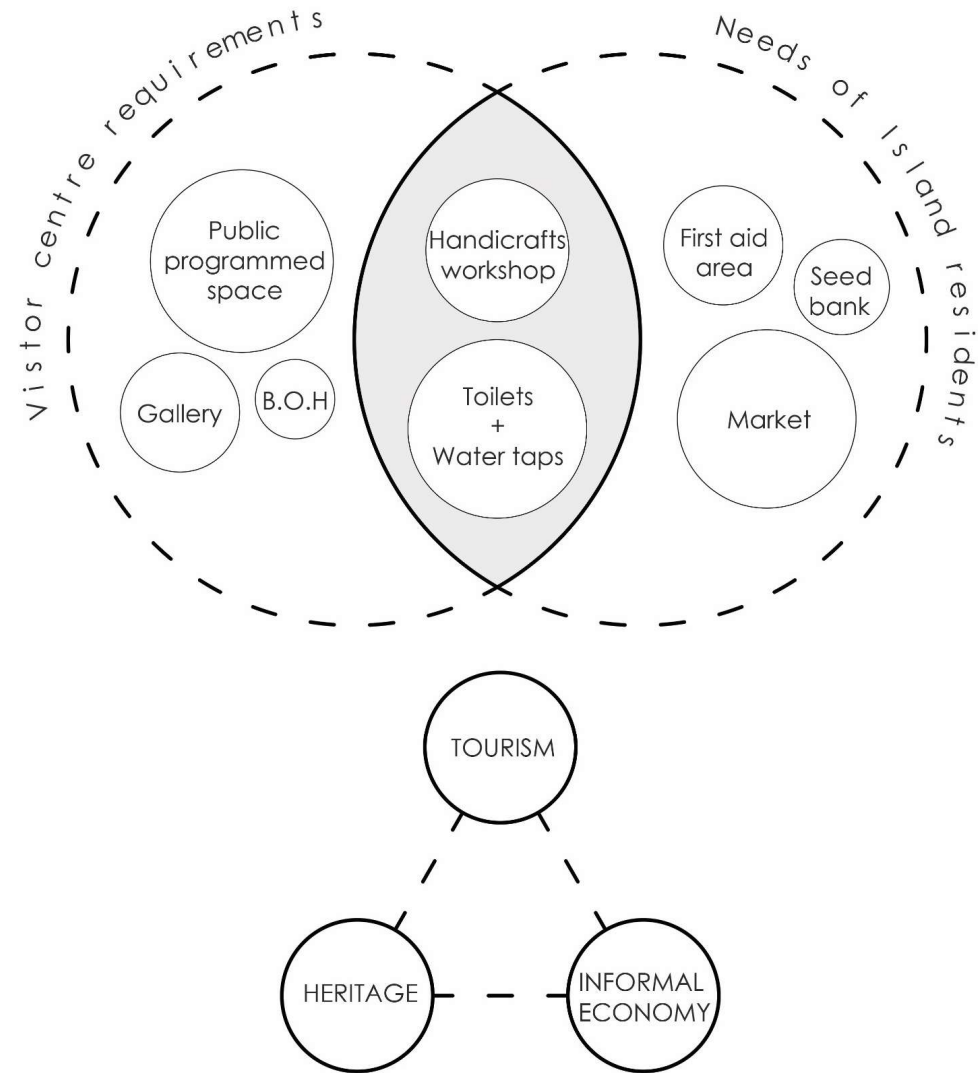 Vistor centre requirements
Needs of Island residents
Public
programmed
space
Gallery
B.O.H
Handicrafts
workshop
Toilets
+
Water taps
First aid
area
Seed
bank
Market
TOURISM
HERITAGE
INFORMAL
ECONOMY